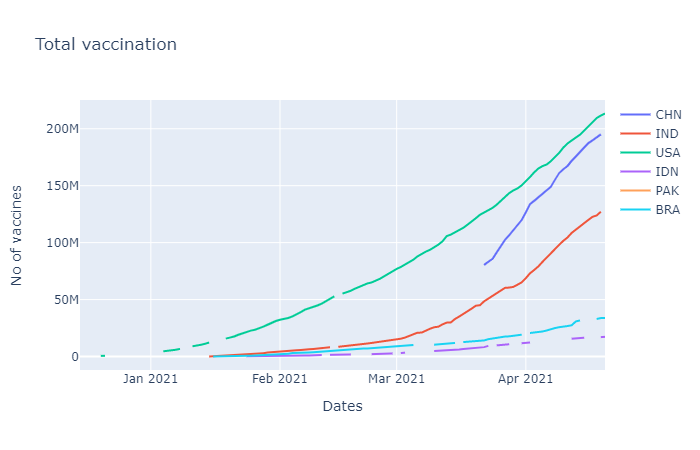 Total vaccination
No of vaccines
200M
150M
100M
50M
0
Jan 2021
Feb 2021
Mar 2021
Apr 2021
Dates
CHN
IND
USA
IDN
PAK
BRA